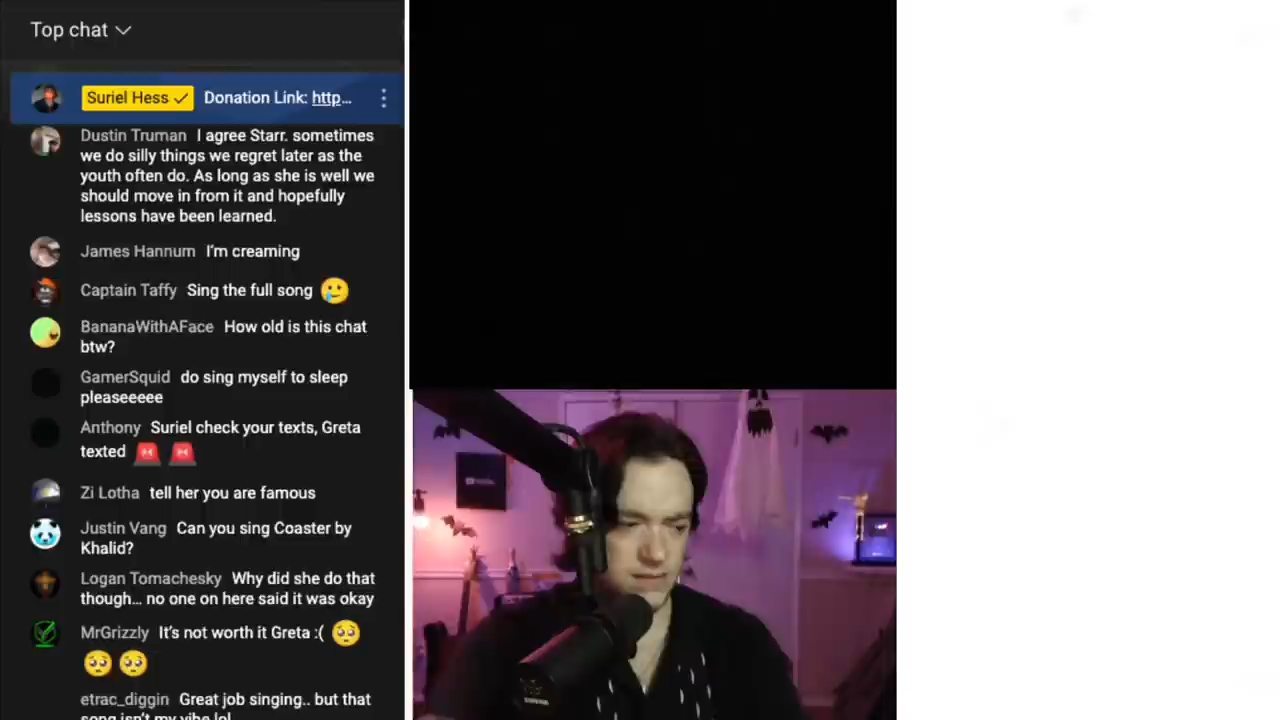 Top chat
Suriel Hess Donation Link: http...
Dustin Truman I agree Starr. sometimes
we do silly things we regret later as the
youth often do. As long as she is well we
should move in from it and hopefully
lessons have been learned.
James Hannum I'm creaming
Captain Taffy Sing the full song 🥲
BananaWithAFace How old is this chat
btw?
GamerSquid do sing myself to sleep
pleaseeeee
Anthony Suriel check your texts, Greta
texted 🚨 🚨
Zi Lotha tell her you are famous
Justin Vang Can you sing Coaster by
Khalid?
Logan Tomachesky Why did she do that
though... no one on here said it was okay
MrGrizzly It's not worth it Greta :( 🥺
🥺 🥺
etrac_diggin Great job singing.. but that
song isn't my vibe lol